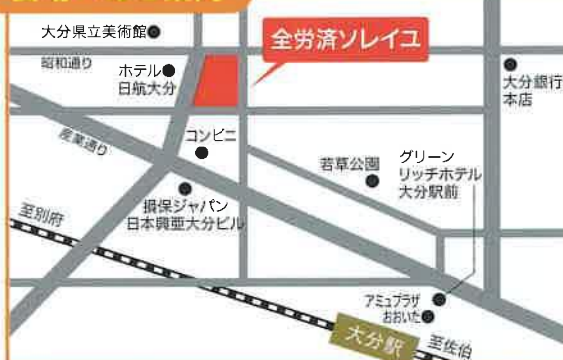 大分県立美術館
全労済ソレイユ
昭和通り
ホテル
日航大分
大分銀行
本店
産業通り
コンビニ
若草公園
グリーン
リッチホテル
大分駅前
損保ジャパン
日本興亜大分ビル
至別府
アミュプラザ
おおいた
大分駅
至佐伯